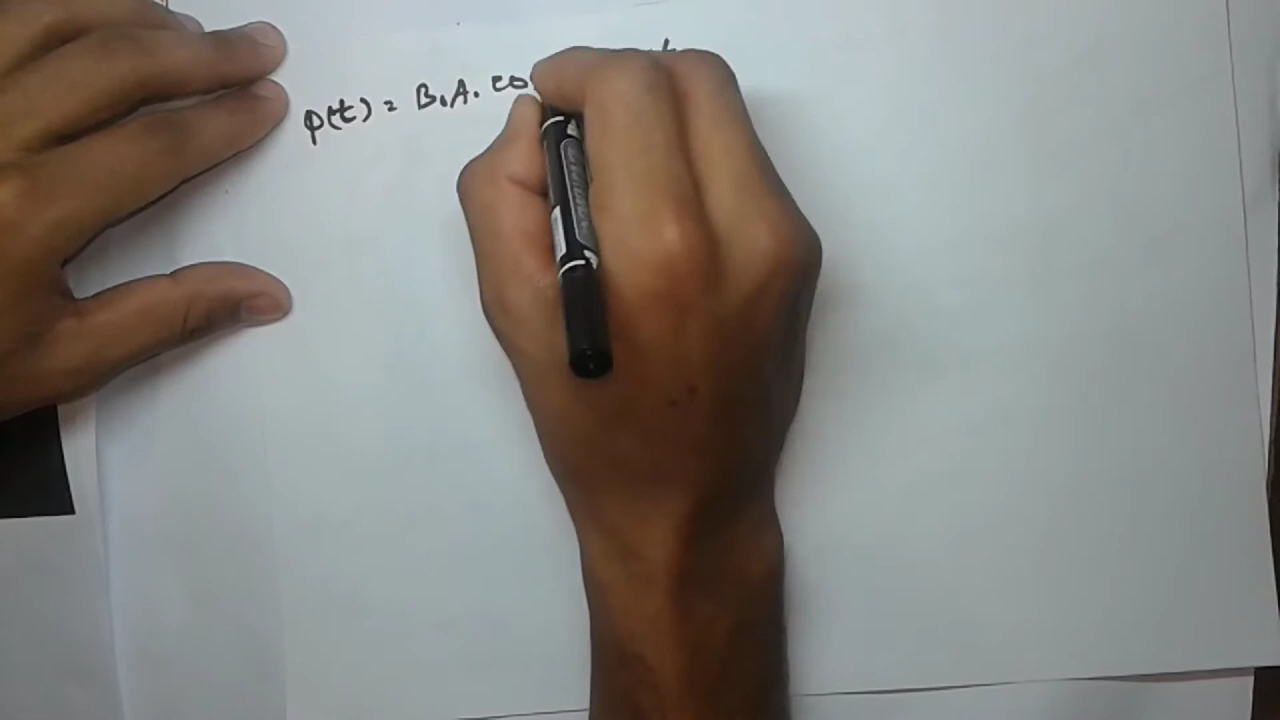 φ(t) = B.A. co